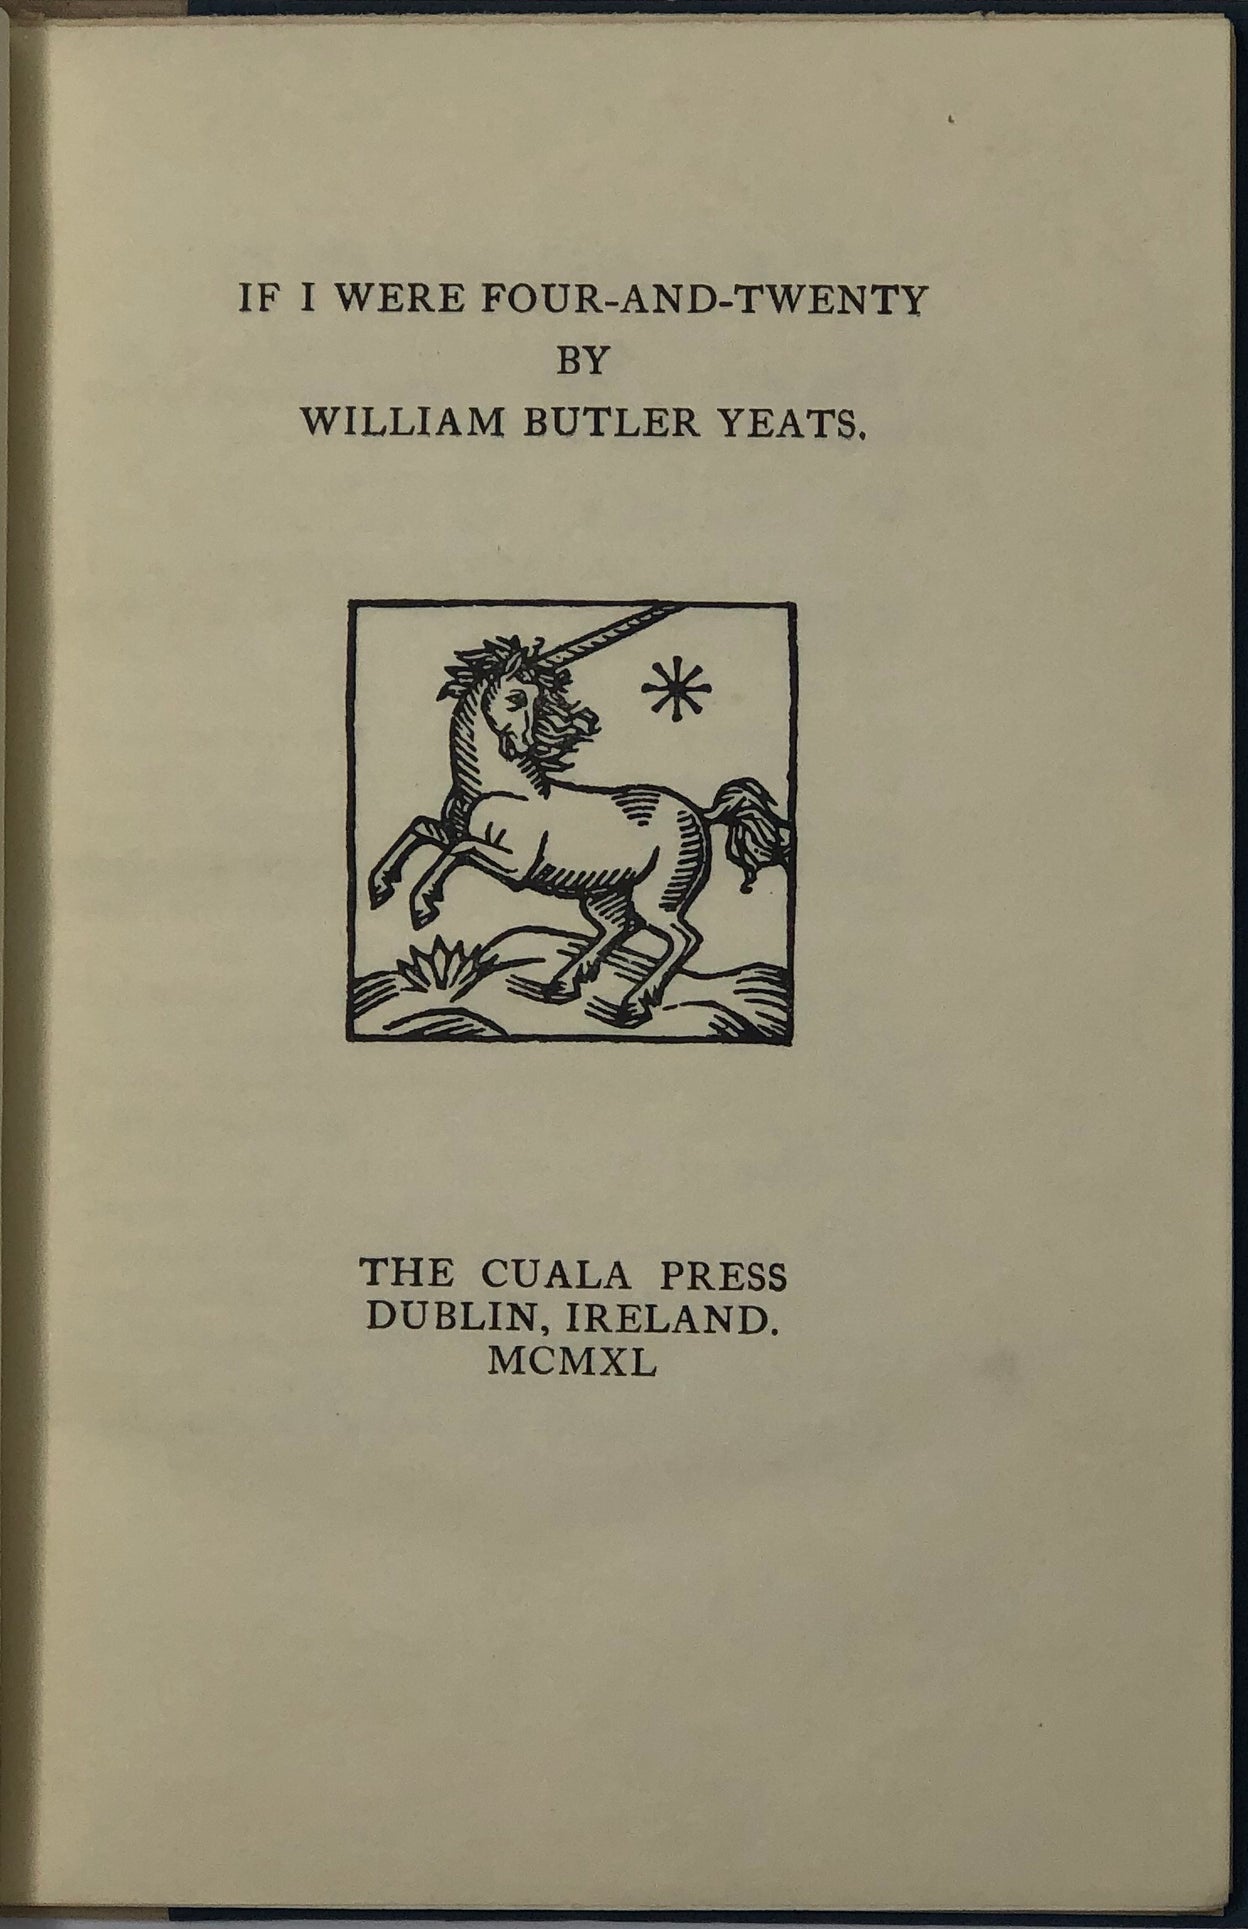 IF I WERE FOUR-AND-TWENTY
BY
WILLIAM BUTLER YEATS.
THE CUALA PRESS
DUBLIN, IRELAND.
MCMXL